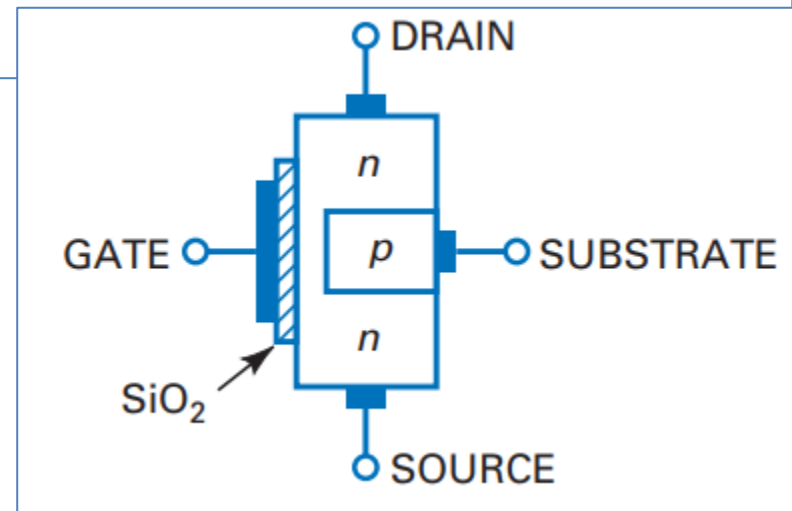 DRAIN
n
GATE
p
SUBSTRATE
n
SiO₂
SOURCE